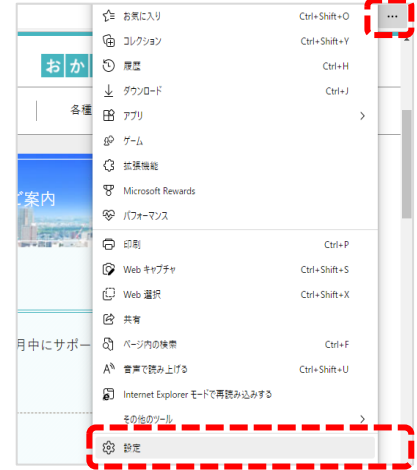 お気に入り Ctrl+Shift+O
コレクション Ctrl+Shift+Y
履歴 Ctrl+H
ダウンロード Ctrl+J
アプリ
ゲーム
拡張機能
Microsoft Rewards
パフォーマンス
印刷 Ctrl+P
Web キャプチャ Ctrl+Shift+S
Web 選択 Ctrl+Shift+X
共有
ページ内の検索 Ctrl+F
音声で読み上げる Ctrl+Shift+U
Internet Explorer モードで再読み込みする
その他のツール
設定
おか
各種
ご案内
月中にサポー